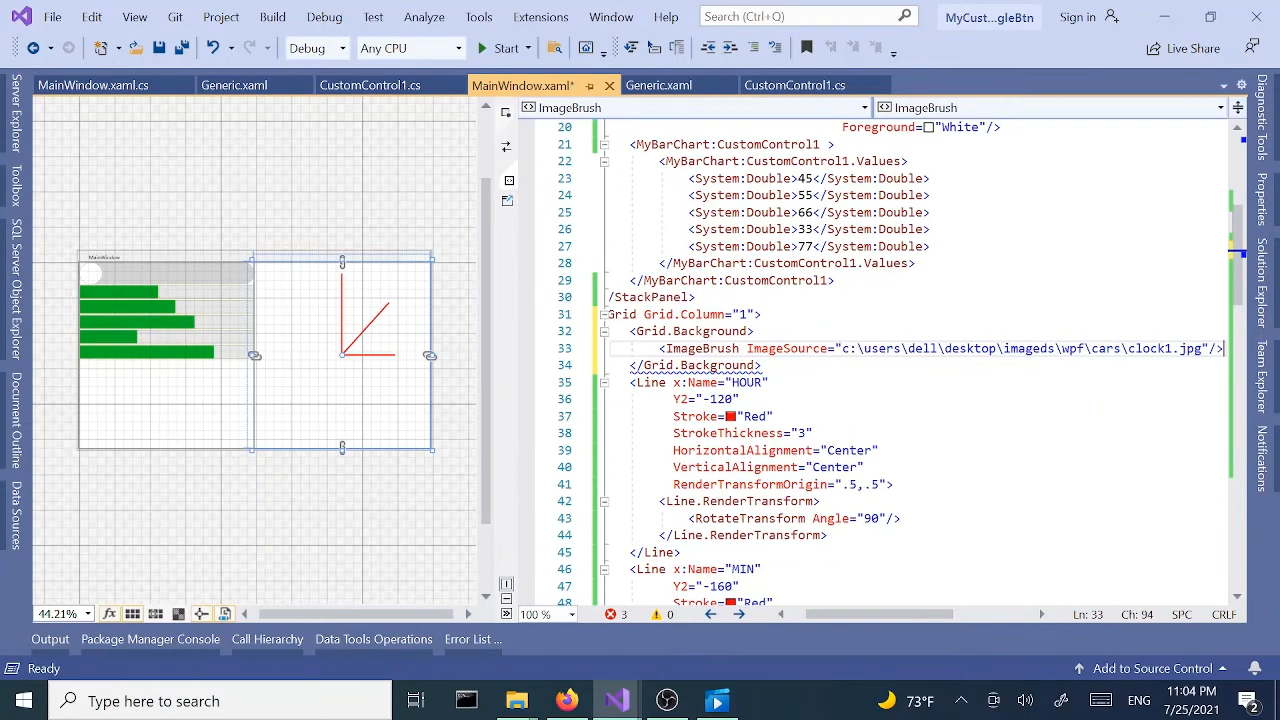 File Edit View Git Project Build Debug Design Format Test Analyze Tools
Extensions Window Help Search (Ctrl+Q) MyCust...gleBtn Sign in
Debug Any CPU Start Live Share
MainWindow.xaml.cs Generic.xaml CustomControl1.cs MainWindow.xaml* Generic.xaml CustomControl1.cs
ImageBrush ImageBrush
Server Explorer
Toolbox
SQL Server Object Explorer
Document Outline
Data Sources
MainWindow
20 Foreground="White"/>
21 <MyBarChart:CustomControl1 >
22 <MyBarChart:CustomControl1.Values>
23 <System:Double>45</System:Double>
24 <System:Double>55</System:Double>
25 <System:Double>66</System:Double>
26 <System:Double>33</System:Double>
27 <System:Double>77</System:Double>
28 </MyBarChart:CustomControl1.Values>
29 </MyBarChart:CustomControl1>
30 /StackPanel>
31 Grid Grid.Column="1">
32 <Grid.Background>
33 <ImageBrush ImageSource="c:\users\dell\desktop\imageds\wpf\cars\clock1.jpg"/>
34 </Grid.Background>
35 <Line x:Name="HOUR"
36 Y2="-120"
37 Stroke="Red"
38 StrokeThickness="3"
39 HorizontalAlignment="Center"
40 VerticalAlignment="Center"
41 RenderTransformOrigin=".5,.5">
42 <Line.RenderTransform>
43 <RotateTransform Angle="90"/>
44 </Line.RenderTransform>
45 </Line>
46 <Line x:Name="MIN"
47 Y2="-160"
48 Stroke="Red"
Diagnostic Tools
Properties
Solution Explorer
Team Explorer
44.21% fx 100 % 3 0 Ln: 33 Ch: 94 SPC CRLF
Output Package Manager Console Call Hierarchy Data Tools Operations Error List ...
Ready Add to Source Control
Type here to search 73°F ENG
7/25/2021 2